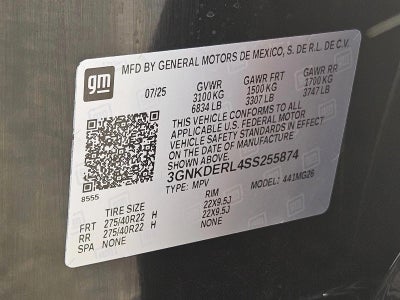 gm
MFD BY GENERAL MOTORS DE MEXICO, S. DE R.L. DE C.V.
07/25 GVWR GAWR FRT GAWR RR
3100 KG 1500 KG 1700 KG
6834 LB 3307 LB 3747 LB
THIS VEHICLE CONFORMS TO ALL
APPLICABLE U.S. FEDERAL MOTOR
VEHICLE SAFETY STANDARDS IN EFFECT
ON THE DATE OF MANUFACTURE
SHOWN ABOVE.
3GNKDERL4SS255874
TYPE: MPV MODEL: 441MG26
8555
TIRE SIZE RIM
FRT 275/40R22 H 22X9.5J
RR 275/40R22 H 22X9.5J
SPA NONE NONE